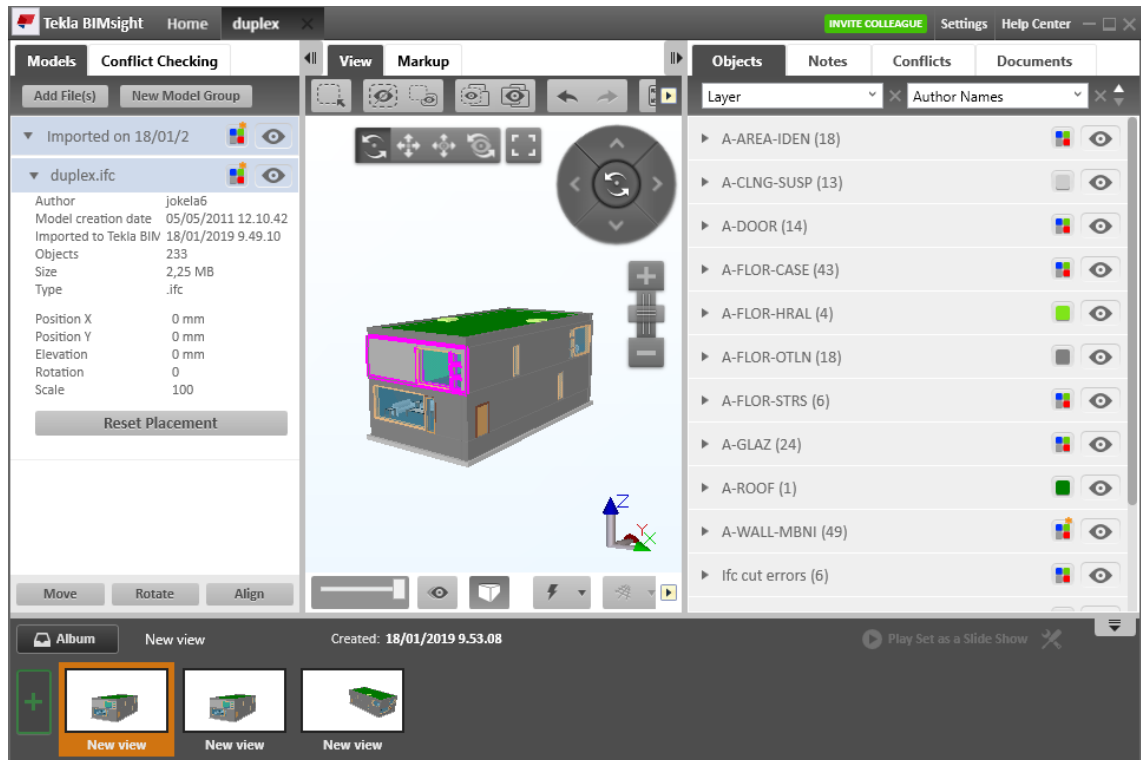 Tekla BIMsight Home duplex INVITE COLLEAGUE Settings Help Center
Models Conflict Checking
Add File(s) New Model Group
Imported on 18/01/2
duplex.ifc
Author jokela6
Model creation date 05/05/2011 12.10.42
Imported to Tekla BIM 18/01/2019 9.49.10
Objects 233
Size 2,25 MB
Type .ifc
Position X 0 mm
Position Y 0 mm
Elevation 0 mm
Rotation 0
Scale 100
Reset Placement
Move Rotate Align
View Markup
Z
Y
X
Objects Notes Conflicts Documents
Layer Author Names
A-AREA-IDEN (18)
A-CLNG-SUSP (13)
A-DOOR (14)
A-FLOR-CASE (43)
A-FLOR-HRAL (4)
A-FLOR-OTLN (18)
A-FLOR-STRS (6)
A-GLAZ (24)
A-ROOF (1)
A-WALL-MBNI (49)
Ifc cut errors (6)
Album New view Created: 18/01/2019 9.53.08 Play Set as a Slide Show
New view New view New view